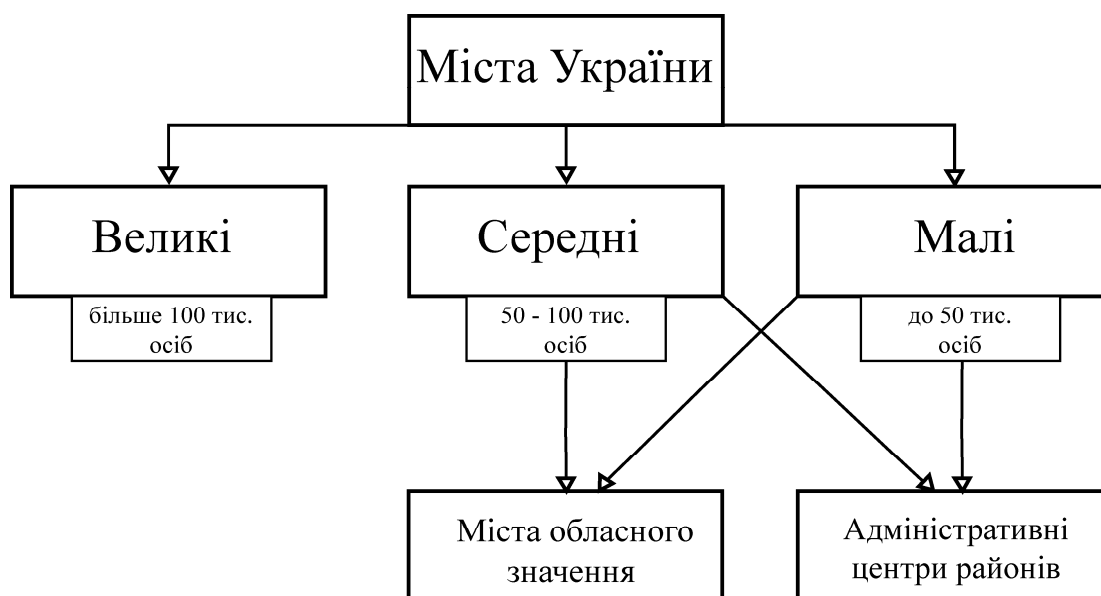 Міста України
Великі
Середні
Малі
більше 100 тис.
осіб
50 - 100 тис.
осіб
до 50 тис.
осіб
Міста обласного
значення
Адміністративні
центри районів